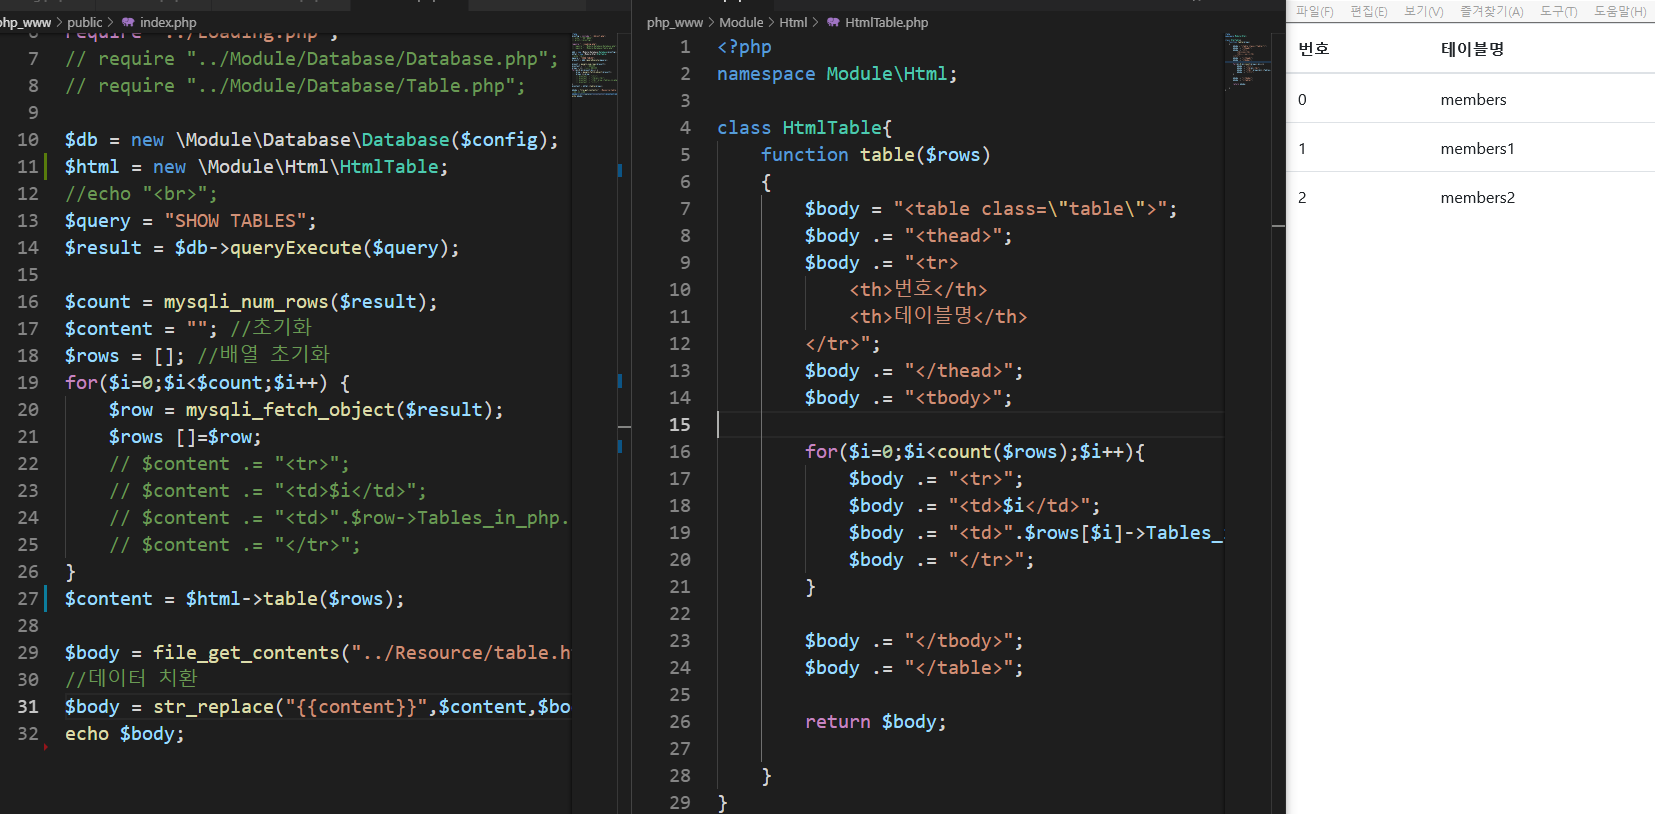 php_www > public > index.php
require "../Loading.php";
7 // require "../Module/Database/Database.php";
8 // require "../Module/Database/Table.php";
9
10 $db = new \Module\Database\Database($config);
11 $html = new \Module\Html\HtmlTable;
12 //echo "<br>";
13 $query = "SHOW TABLES";
14 $result = $db->queryExecute($query);
15
16 $count = mysqli_num_rows($result);
17 $content = ""; //초기화
18 $rows = []; //배열 초기화
19 for($i=0;$i<$count;$i++) {
20 $row = mysqli_fetch_object($result);
21 $rows []=$row;
22 // $content .= "<tr>";
23 // $content .= "<td>$i</td>";
24 // $content .= "<td>".$row->Tables_in_php.
25 // $content .= "</tr>";
26 }
27 $content = $html->table($rows);
28
29 $body = file_get_contents("../Resource/table.h
30 //데이터 치환
31 $body = str_replace("{{content}}",$content,$bo
32 echo $body;
php_www > Module > Html > HtmlTable.php
1 <?php
2 namespace Module\Html;
3
4 class HtmlTable{
5 function table($rows)
6 {
7 $body = "<table class=\"table\">";
8 $body .= "<thead>";
9 $body .= "<tr>
10 <th>번호</th>
11 <th>테이블명</th>
12 </tr>";
13 $body .= "</thead>";
14 $body .= "<tbody>";
15
16 for($i=0;$i<count($rows);$i++){
17 $body .= "<tr>";
18 $body .= "<td>$i</td>";
19 $body .= "<td>".$rows[$i]->Tables_
20 $body .= "</tr>";
21 }
22
23 $body .= "</tbody>";
24 $body .= "</table>";
25
26 return $body;
27
28 }
29 }
파일(F) 편집(E) 보기(V) 즐겨찾기(A) 도구(T) 도움말(H)
번호 테이블명
0 members
1 members1
2 members2